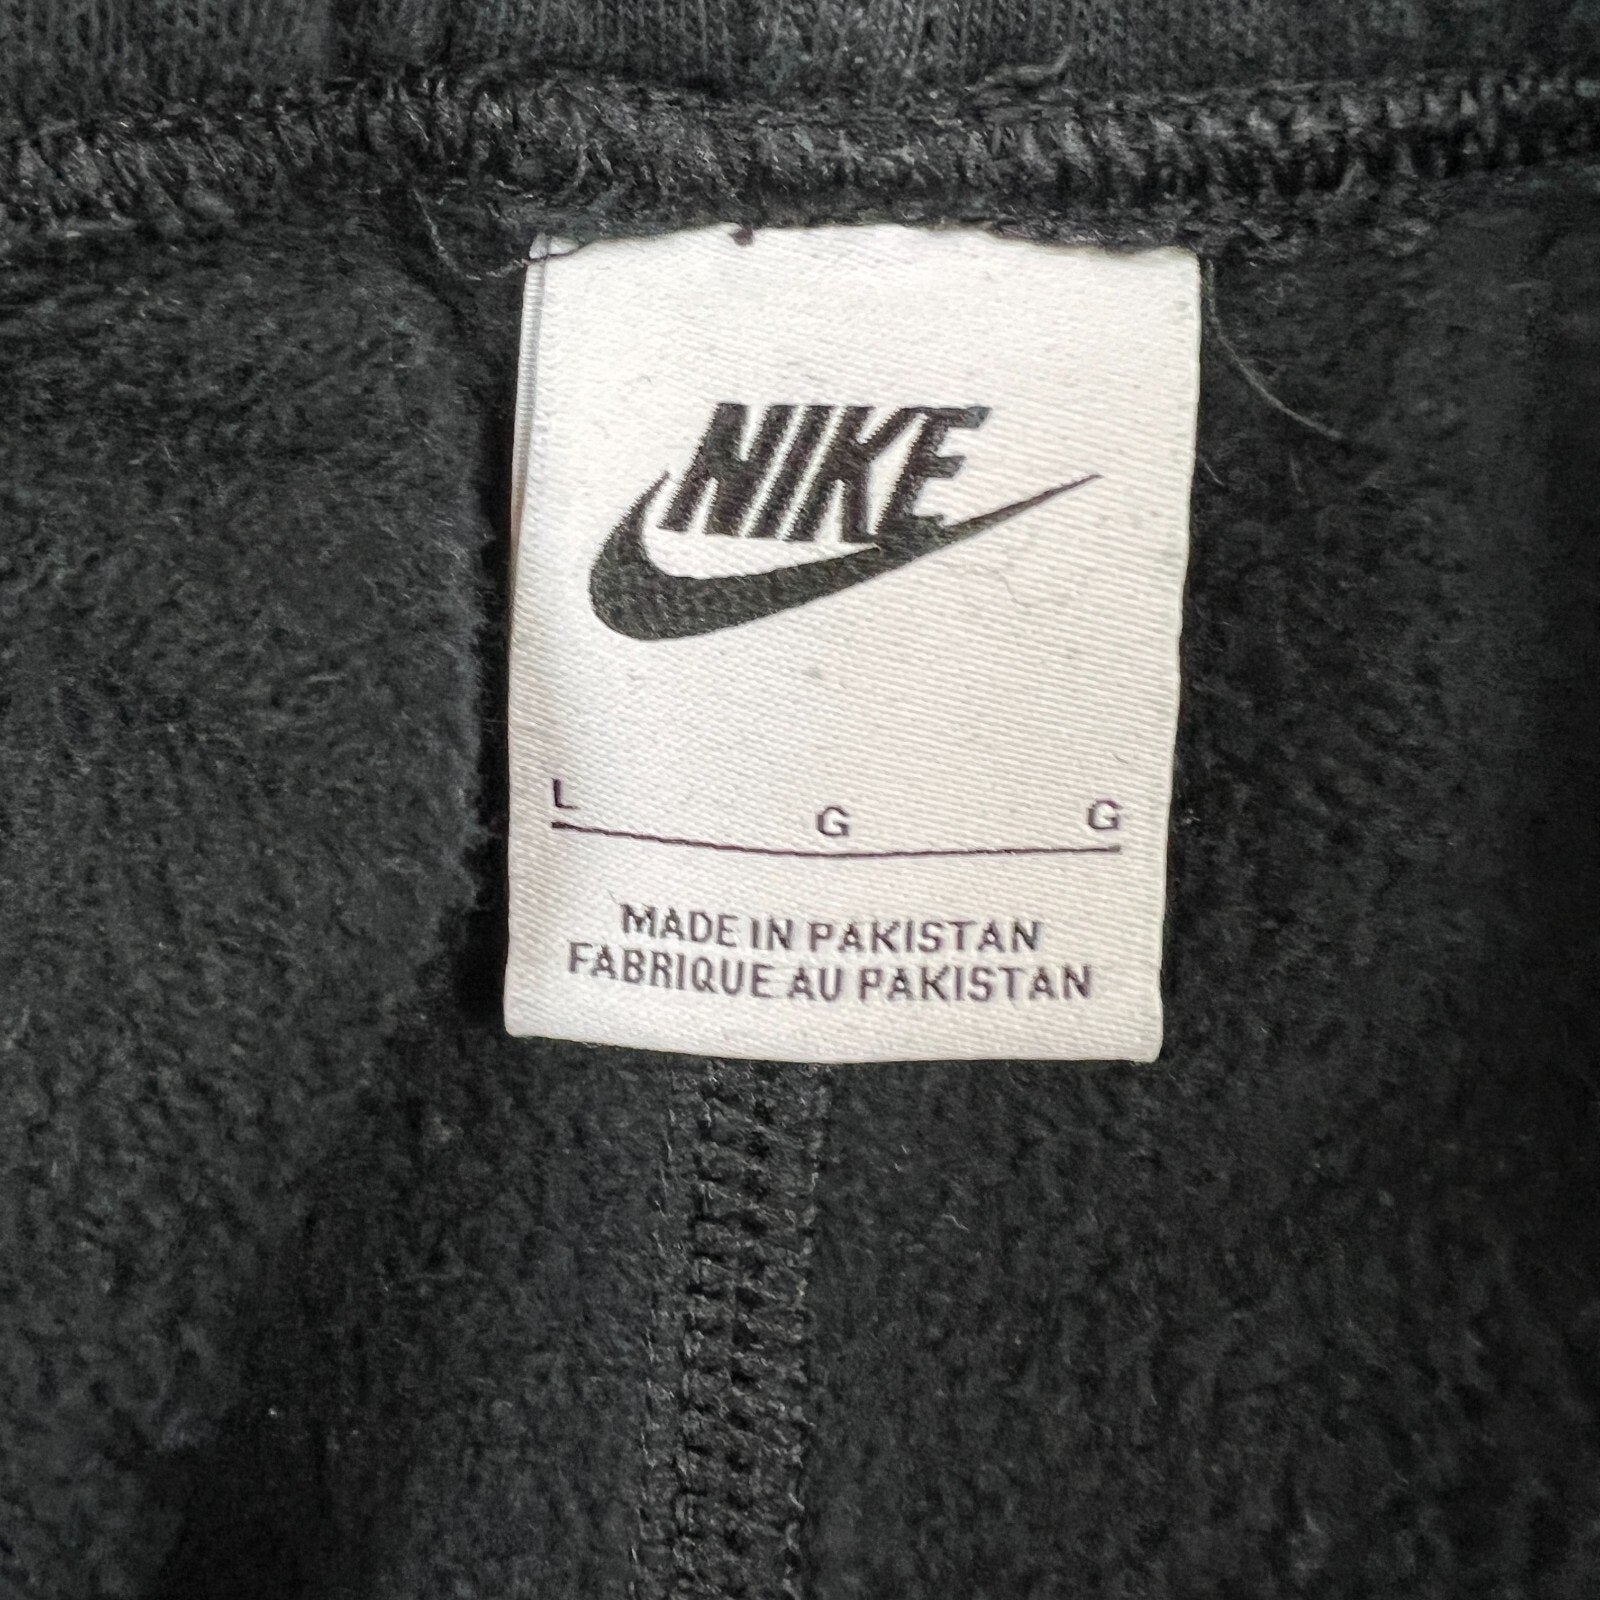 NIKE
L G G
MADE IN PAKISTAN
FABRIQUE AU PAKISTAN